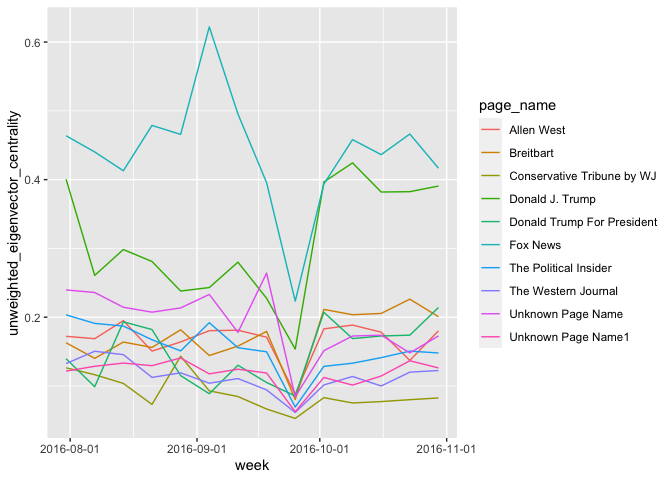 unweighted_eigenvector_centrality
0.6
0.4
0.2
2016-08-01
2016-09-01
2016-10-01
2016-11-01
week
page_name
Allen West
Breitbart
Conservative Tribune by WJ
Donald J. Trump
Donald Trump For President
Fox News
The Political Insider
The Western Journal
Unknown Page Name
Unknown Page Name1